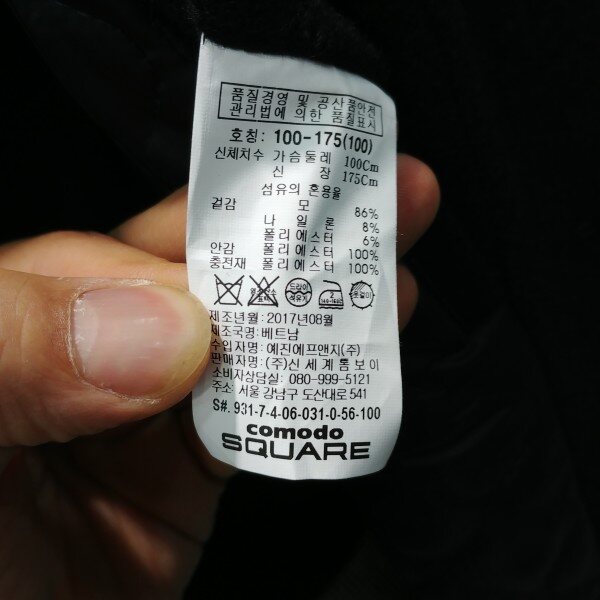 품질경영 및 공산품안전
관리법에 의한 품질표시
호칭: 100-175(100)
신체치수 가슴둘레 100Cm
신 장 175Cm
섬유의 혼용율
겉감 모 86%
나 일 론 8%
폴리에스터 6%
안감 폴리에스터 100%
충전재 폴리에스터 100%
드라이
석유계
제조년월: 2017년08월
제조국명: 베트남
수입자명: 예진에프앤지(주)
판매자명: (주)신세계톰보이
소비자상담실: 080-999-5121
주소: 서울 강남구 도산대로 541
S#. 931-7-4-06-031-0-56-100
comodo
SQUARE